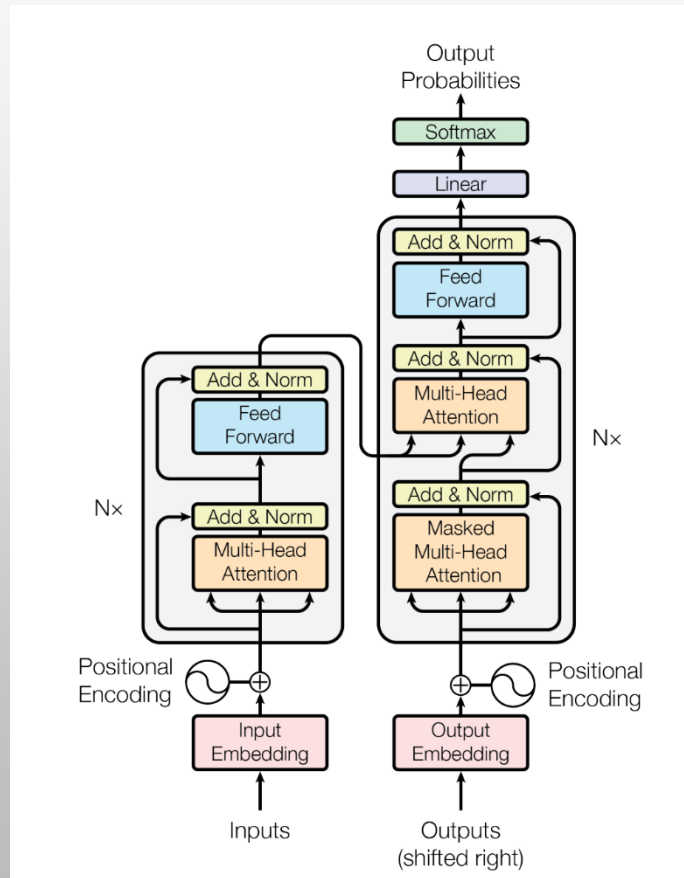 Output
Probabilities
Softmax
Linear
Add & Norm
Feed
Forward
Add & Norm
Multi-Head
Attention
N×
Add & Norm
Masked
Multi-Head
Attention
Add & Norm
Feed
Forward
N×
Add & Norm
Multi-Head
Attention
Positional
Encoding
Positional
Encoding
Input
Embedding
Output
Embedding
Inputs
Outputs
(shifted right)